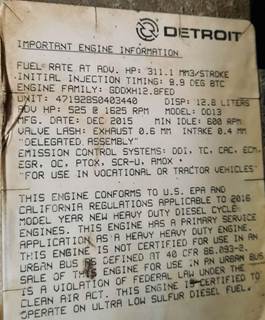 DETROIT
IMPORTANT ENGINE INFORMATION
FUEL RATE AT ADV. HP: 311.1 MM3/STROKE
INITIAL INJECTION TIMING: 9.9 DEG BTC
ENGINE FAMILY: GDDXH12.8FED
UNIT: 471928S0403440 DISP: 12.8 LITERS
ADV HP: 525 @ 1625 RPM MODEL: DD13
MFG. DATE: DEC 2015 MIN IDLE: 600 RPM
VALVE LASH: EXHAUST 0.6 MM INTAKE 0.4 MM
"DELEGATED ASSEMBLY"
EMISSION CONTROL SYSTEMS: DDI, TC, CAC, ECM,
EGR, OC, PTOX, SCR-U, AMOX
"FOR USE IN VOCATIONAL OR TRACTOR VEHICLES"
THIS ENGINE CONFORMS TO U.S. EPA AND
CALIFORNIA REGULATIONS APPLICABLE TO 2016
MODEL YEAR NEW HEAVY DUTY DIESEL CYCLE
ENGINES. THIS ENGINE HAS A PRIMARY SERVICE
APPLICATION AS A HEAVY HEAVY DUTY ENGINE.
THIS ENGINE IS NOT CERTIFIED FOR USE IN AN
URBAN BUS AS DEFINED AT 40 CFR 86.093-2.
SALE OF THIS ENGINE FOR USE IN AN URBAN BUS
IS A VIOLATION OF FEDERAL LAW UNDER THE
CLEAN AIR ACT. THIS ENGINE IS CERTIFIED TO
OPERATE ON ULTRA LOW SULFUR DIESEL FUEL.